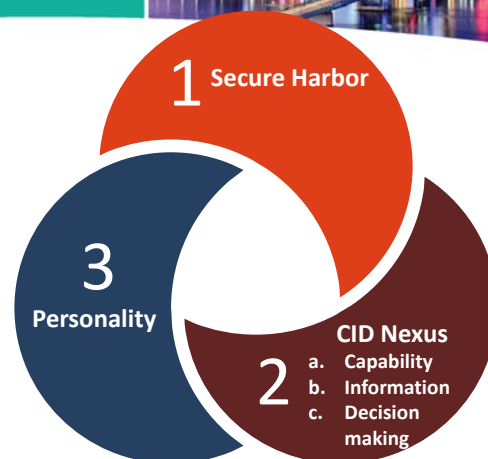 1 Secure Harbor
3
Personality
CID Nexus
2
a. Capability
b. Information
c. Decision
making